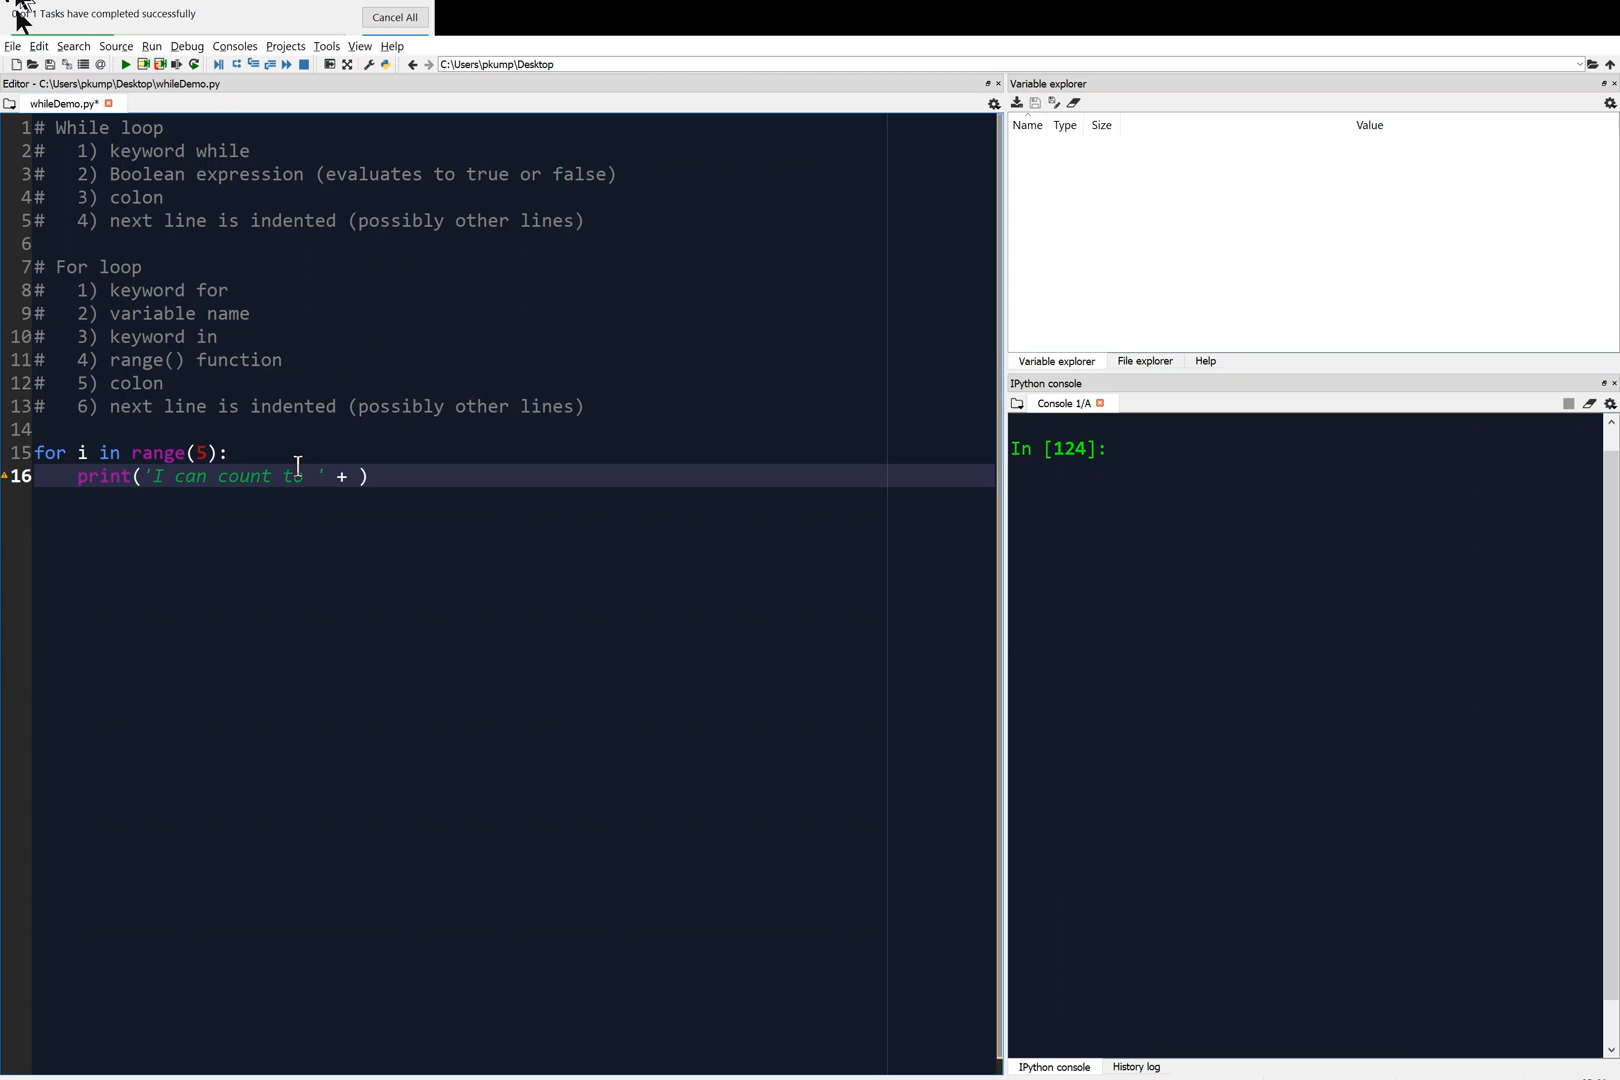 0 of 1 Tasks have completed successfully
Cancel All
File Edit Search Source Run Debug Consoles Projects Tools View Help
C:\Users\pkump\Desktop
Editor - C:\Users\pkump\Desktop\whileDemo.py
whileDemo.py*
1 # While loop
2 #   1) keyword while
3 #   2) Boolean expression (evaluates to true or false)
4 #   3) colon
5 #   4) next line is indented (possibly other lines)
6
7 # For loop
8 #   1) keyword for
9 #   2) variable name
10 #   3) keyword in
11 #   4) range() function
12 #   5) colon
13 #   6) next line is indented (possibly other lines)
14
15 for i in range(5):
16     print('I can count to ' + )
Variable explorer
Name Type Size Value
Variable explorer File explorer Help
IPython console
Console 1/A
In [124]:
IPython console History log